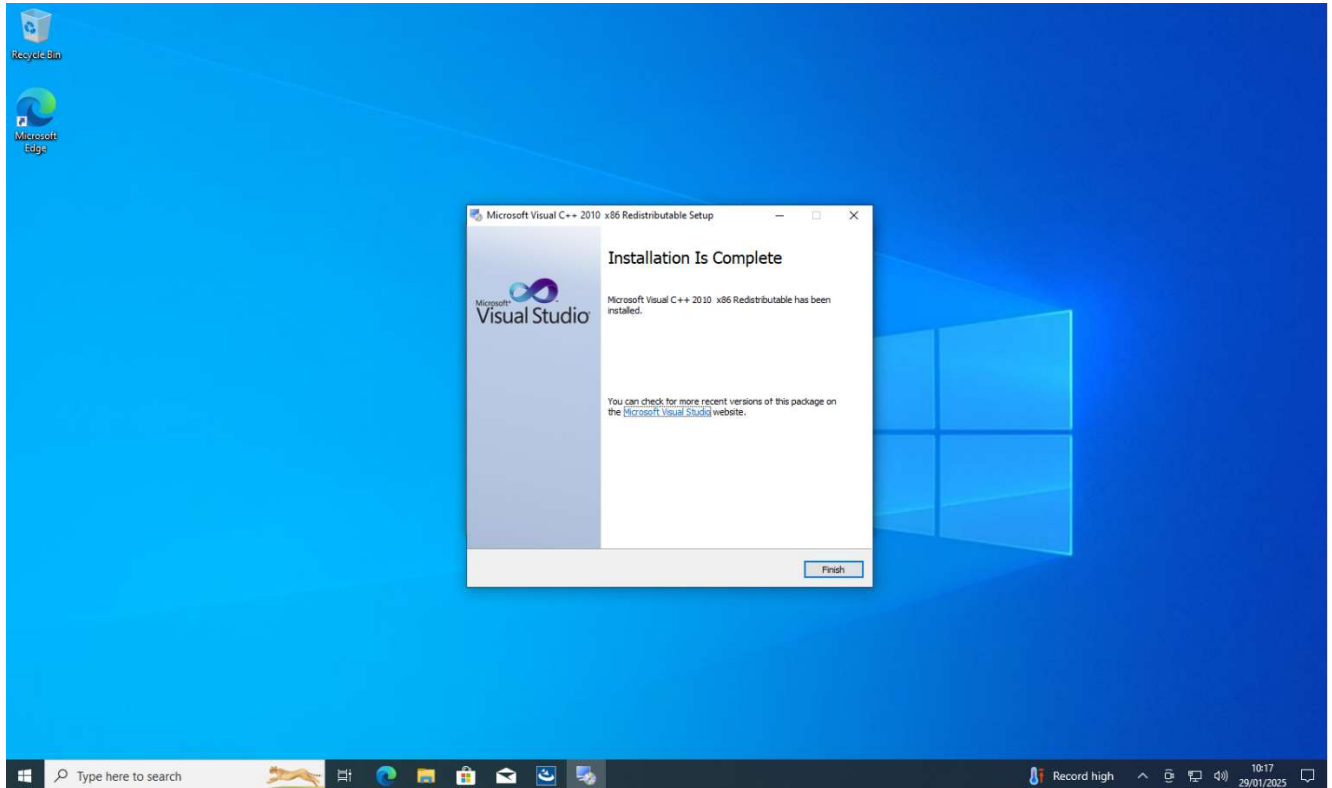 Recycle Bin
Microsoft
Edge
Microsoft Visual C++ 2010  x86 Redistributable Setup
Installation Is Complete
Microsoft Visual C++ 2010  x86 Redistributable has been
installed.
Microsoft
Visual Studio
You can check for more recent versions of this package on
the Microsoft Visual Studio website.
Finish
Type here to search
Record high
10:17
29/01/2025